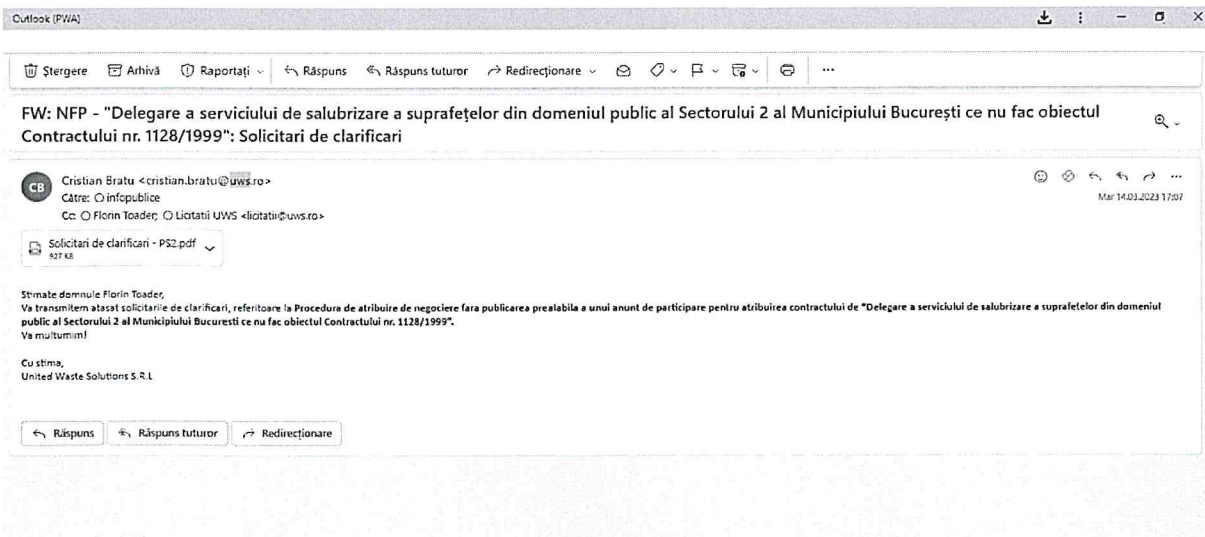 Outlook (PWA)
Ștergere Arhivă Raportați Răspuns Răspuns tuturor Redirecționare ...
FW: NFP - "Delegare a serviciului de salubrizare a suprafețelor din domeniul public al Sectorului 2 al Municipiului București ce nu fac obiectul
Contractului nr. 1128/1999": Solicitari de clarificari
CB
Cristian Bratu <cristian.bratu@uws.ro>
Către: infopublice
Cc: Florin Toader; Licitatii UWS <licitatii@uws.ro>
Mar 14.03.2023 17:07
Solicitari de clarificari - PS2.pdf
927 KB
Stimate domnule Florin Toader,
Va transmitem atasat solicitarile de clarificari, referitoare la Procedura de atribuire de negociere fara publicarea prealabila a unui anunt de participare pentru atribuirea contractului de "Delegare a serviciului de salubrizare a suprafetelor din domeniul
public al Sectorului 2 al Municipiului Bucuresti ce nu fac obiectul Contractului nr. 1128/1999".
Va multumim!
Cu stima,
United Waste Solutions S.R.L
Răspuns Răspuns tuturor Redirecționare